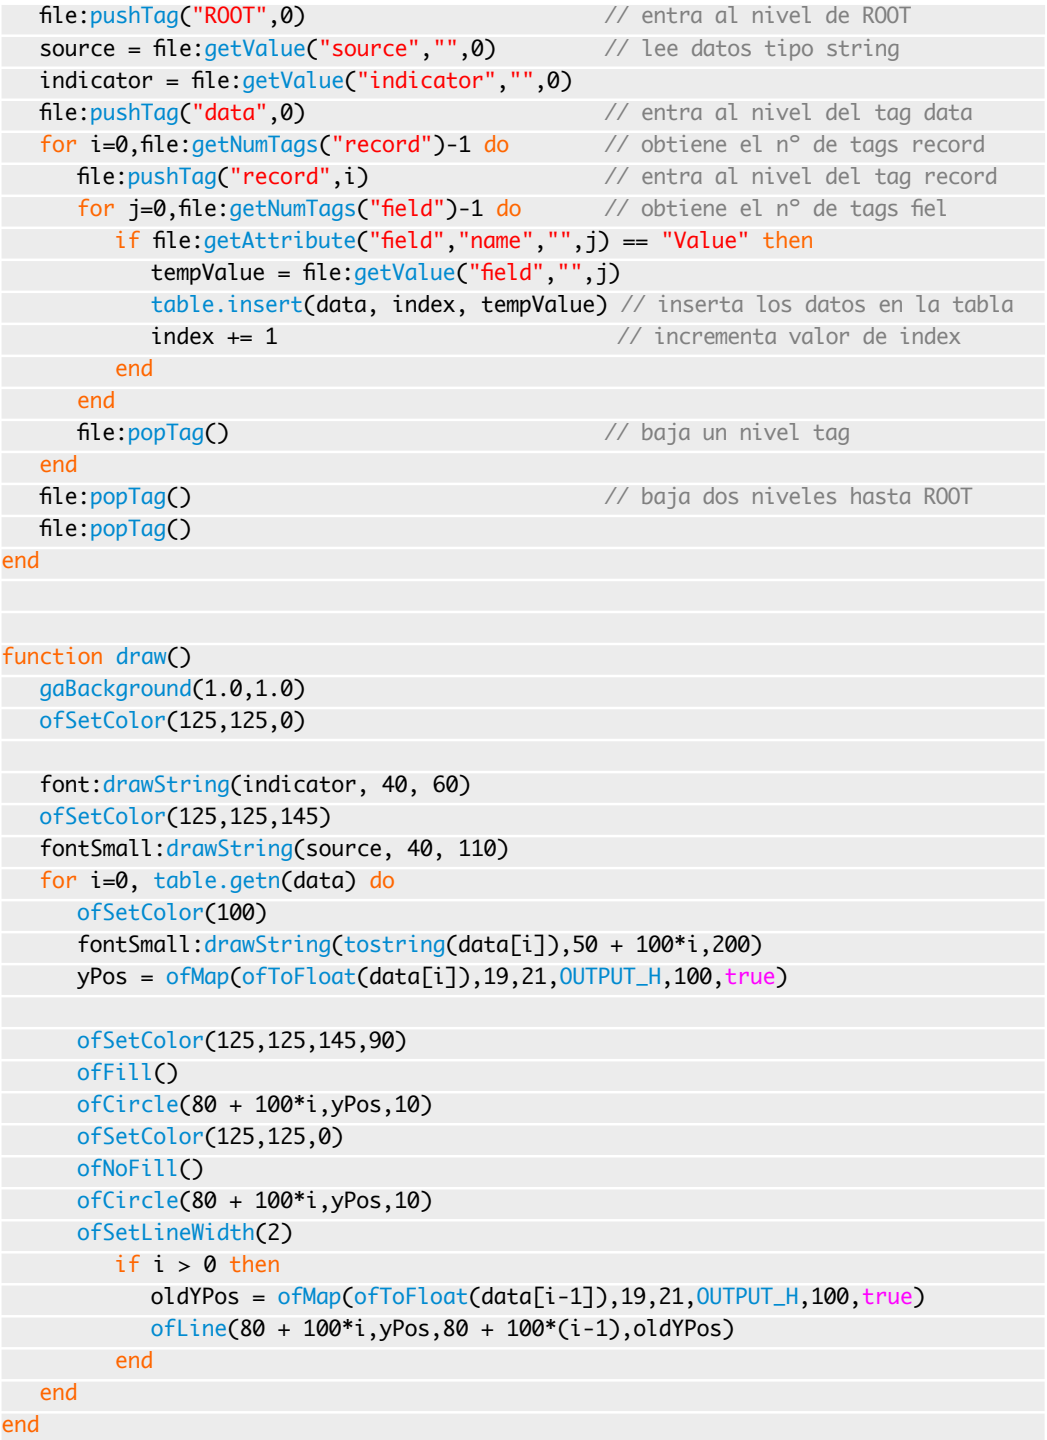 file:pushTag("ROOT",0) // entra al nivel de ROOT
source = file:getValue("source","",0) // lee datos tipo string
indicator = file:getValue("indicator","",0)
file:pushTag("data",0) // entra al nivel del tag data
for i=0,file:getNumTags("record")-1 do // obtiene el nº de tags record
file:pushTag("record",i) // entra al nivel del tag record
for j=0,file:getNumTags("field")-1 do // obtiene el nº de tags fiel
if file:getAttribute("field","name","",j) == "Value" then
tempValue = file:getValue("field","",j)
table.insert(data, index, tempValue) // inserta los datos en la tabla
index += 1 // incrementa valor de index
end
end
file:popTag() // baja un nivel tag
end
file:popTag() // baja dos niveles hasta ROOT
file:popTag()
end
function draw()
gaBackground(1.0,1.0)
ofSetColor(125,125,0)
font:drawString(indicator, 40, 60)
ofSetColor(125,125,145)
fontSmall:drawString(source, 40, 110)
for i=0, table.getn(data) do
ofSetColor(100)
fontSmall:drawString(tostring(data[i]),50 + 100*i,200)
yPos = ofMap(ofToFloat(data[i]),19,21,OUTPUT_H,100,true)
ofSetColor(125,125,145,90)
ofFill()
ofCircle(80 + 100*i,yPos,10)
ofSetColor(125,125,0)
ofNoFill()
ofCircle(80 + 100*i,yPos,10)
ofSetLineWidth(2)
if i > 0 then
oldYPos = ofMap(ofToFloat(data[i-1]),19,21,OUTPUT_H,100,true)
ofLine(80 + 100*i,yPos,80 + 100*(i-1),oldYPos)
end
end
end